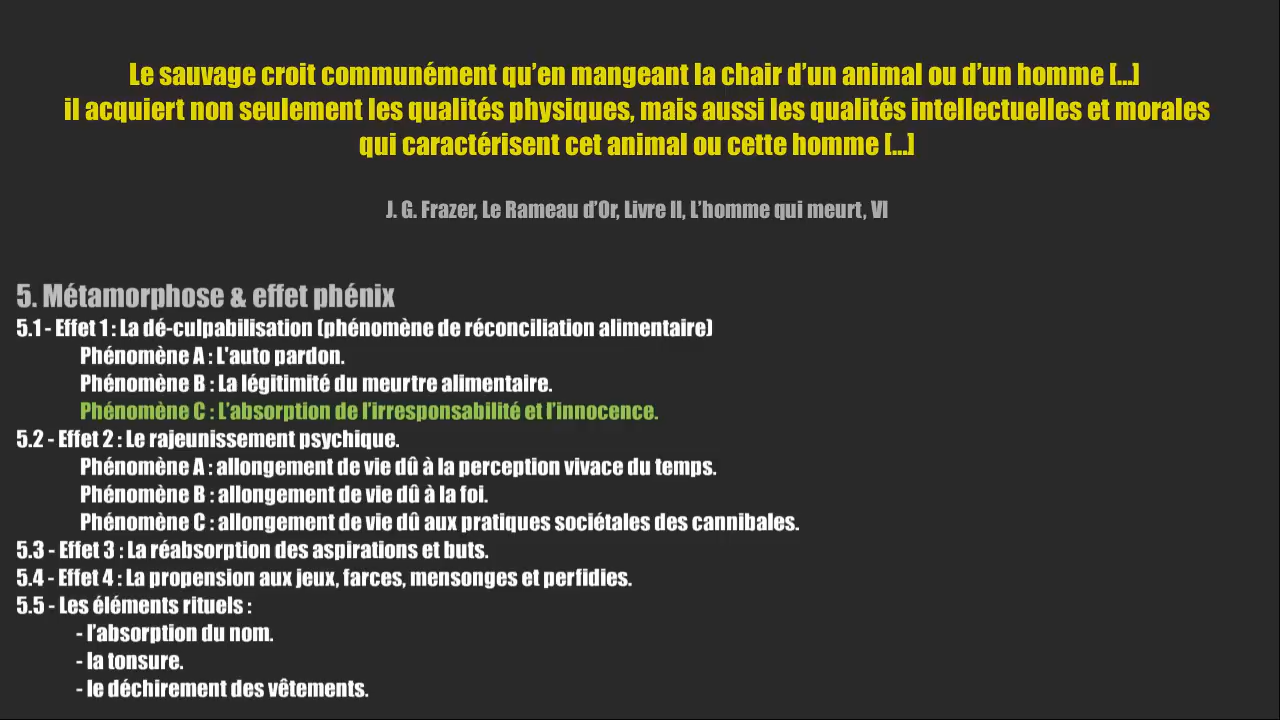 Le sauvage croit communément qu’en mangeant la chair d’un animal ou d’un homme [...]
il acquiert non seulement les qualités physiques, mais aussi les qualités intellectuelles et morales
qui caractérisent cet animal ou cette homme [...]
J. G. Frazer, Le Rameau d’Or, Livre II, L’homme qui meurt, VI
5. Métamorphose & effet phénix
5.1 - Effet 1 : La dé-culpabilisation (phénomène de réconciliation alimentaire)
Phénomène A : L'auto pardon.
Phénomène B : La légitimité du meurtre alimentaire.
Phénomène C : L’absorption de l’irresponsabilité et l’innocence.
5.2 - Effet 2 : Le rajeunissement psychique.
Phénomène A : allongement de vie dû à la perception vivace du temps.
Phénomène B : allongement de vie dû à la foi.
Phénomène C : allongement de vie dû aux pratiques sociétales des cannibales.
5.3 - Effet 3 : La réabsorption des aspirations et buts.
5.4 - Effet 4 : La propension aux jeux, farces, mensonges et perfidies.
5.5 - Les éléments rituels :
- l’absorption du nom.
- la tonsure.
- le déchirement des vêtements.